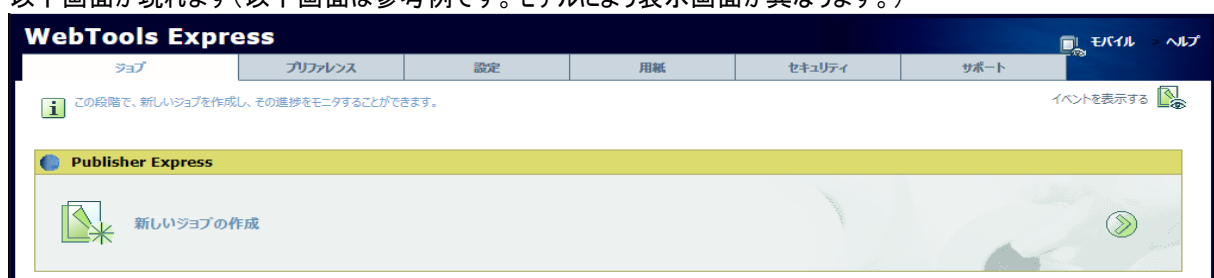 以下画面が現れます（以下画面は参考例です。モデルにより表示画面が異なります。）
WebTools Express
モバイル ヘルプ
ジョブ プリファレンス 設定 用紙 セキュリティ サポート
この段階で、新しいジョブを作成し、その進捗をモニタすることができます。
イベントを表示する
Publisher Express
新しいジョブの作成